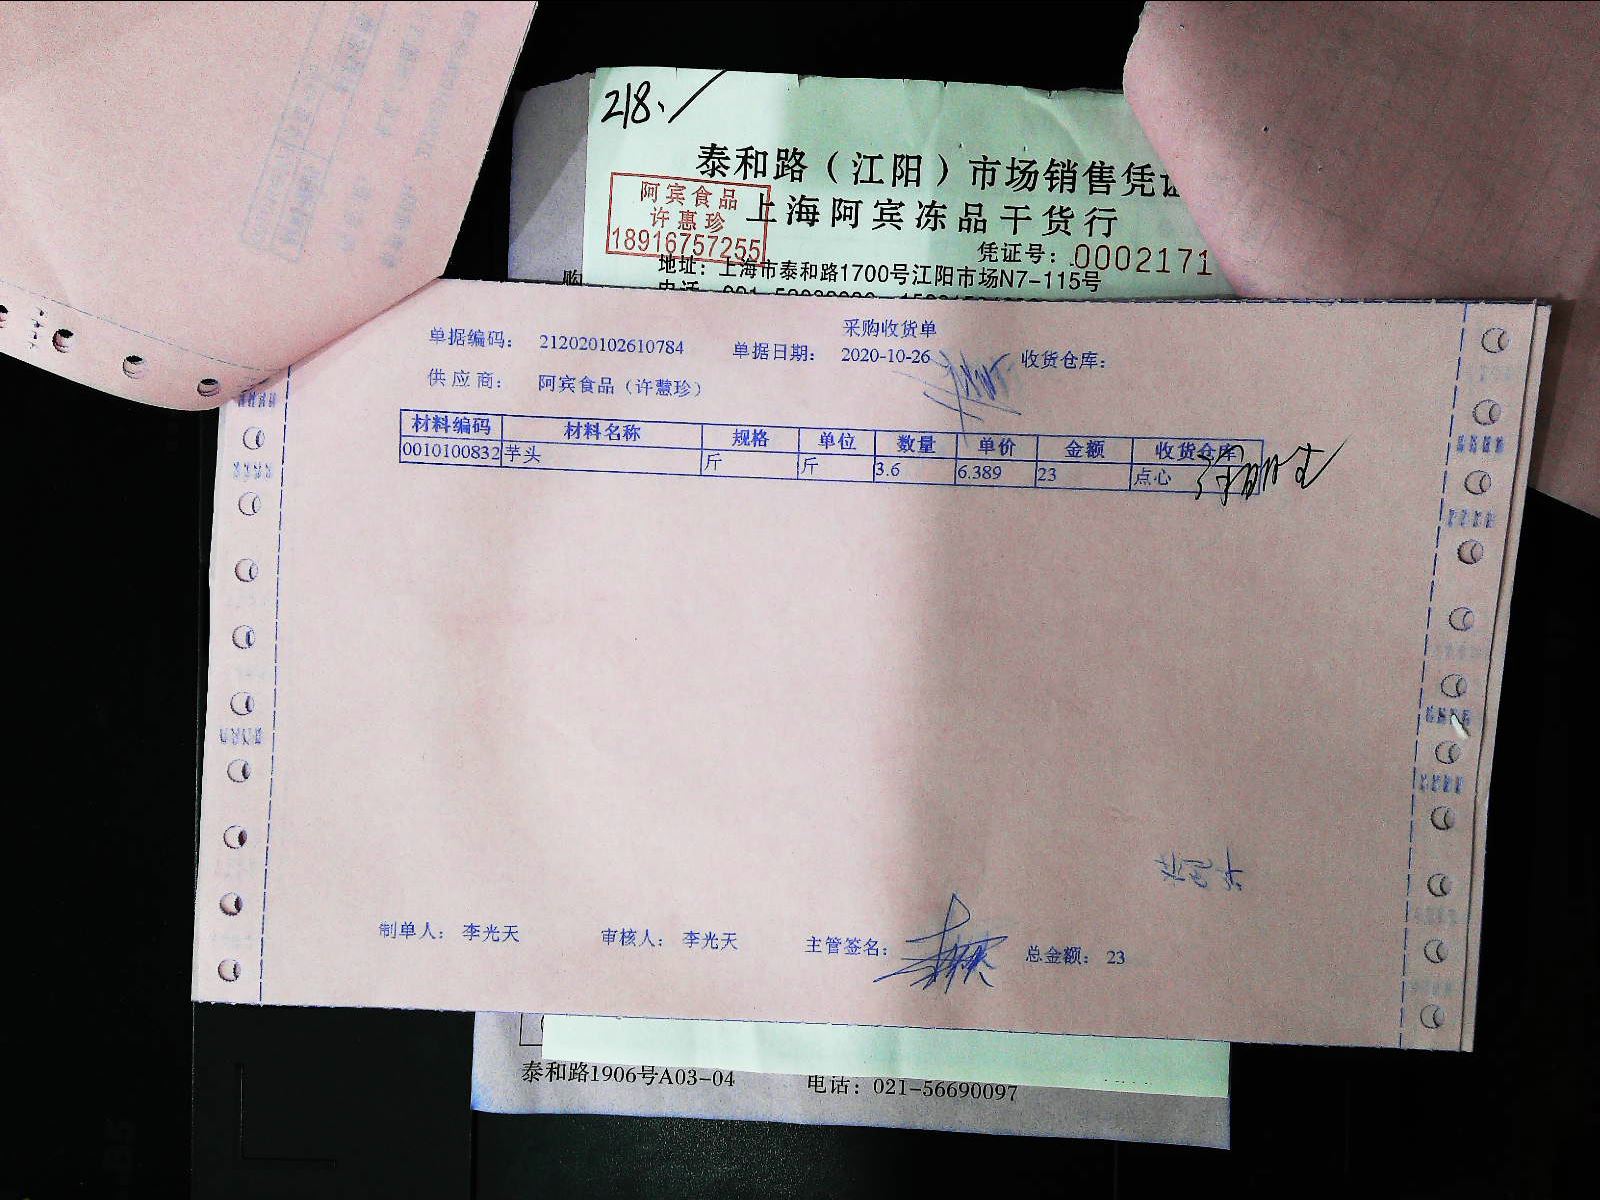 218.
泰和路（江阳）市场销售凭证
阿宾食品
许惠珍
18916757255
上海阿宾冻品干货行
凭证号：0002171
地址：上海市泰和路1700号江阳市场N7-115号
购
采购收货单
单据编码： 212020102610784 单据日期： 2020-10-26 收货仓库：
供应商： 阿宾食品（许慧珍）
材料编码 材料名称 规格 单位 数量 单价 金额 收货仓库
0010100832 芋头 斤 斤 3.6 6.389 23 点心
制单人： 李光天 审核人： 李光天 主管签名： 总金额： 23
泰和路1906号A03-04 电话：021-56690097